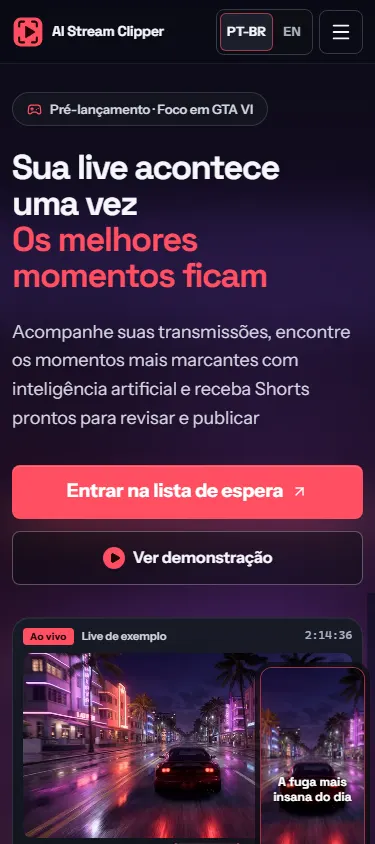 AI Stream Clipper
PT-BR
EN
Pré-lançamento · Foco em GTA VI
Sua live acontece
uma vez
Os melhores
momentos ficam
Acompanhe suas transmissões, encontre
os momentos mais marcantes com
inteligência artificial e receba Shorts
prontos para revisar e publicar
Entrar na lista de espera
Ver demonstração
Ao vivo
Live de exemplo
2:14:36
A fuga mais
insana do dia